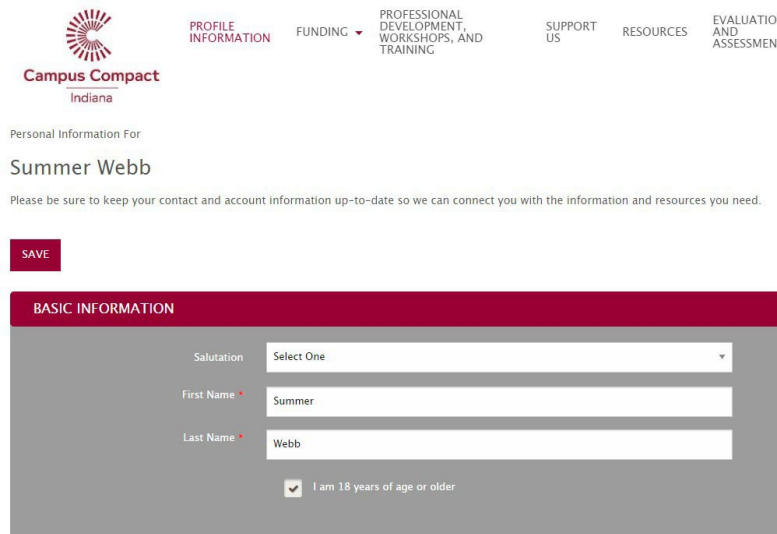 PROFILE
INFORMATION
FUNDING
PROFESSIONAL
DEVELOPMENT,
WORKSHOPS, AND
TRAINING
SUPPORT
US
RESOURCES
EVALUATIO
AND
ASSESSMEN
Campus Compact
Indiana
Personal Information For
Summer Webb
Please be sure to keep your contact and account information up-to-date so we can connect you with the information and resources you need.
SAVE
BASIC INFORMATION
Salutation Select One
First Name * Summer
Last Name * Webb
I am 18 years of age or older